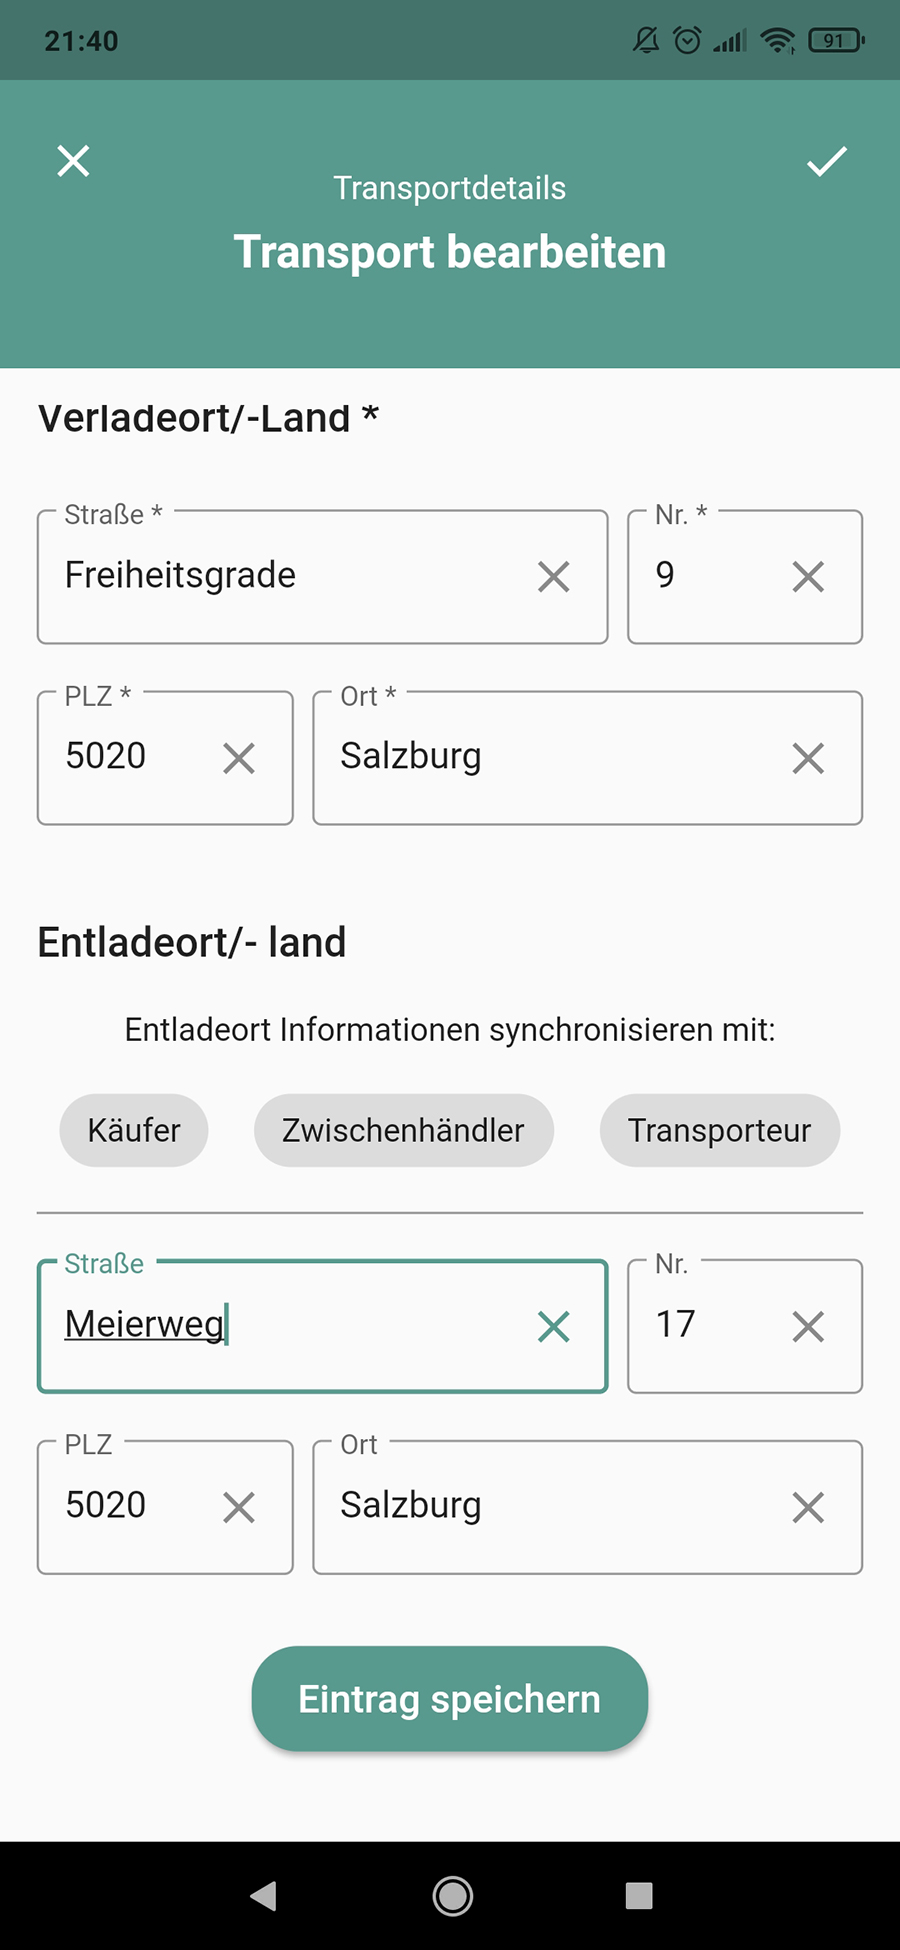 21:40
91
Transportdetails
Transport bearbeiten
Verladeort/-Land *
Straße *
Nr. *
Freiheitsgrade
9
PLZ *
Ort *
5020
Salzburg
Entladeort/- land
Entladeort Informationen synchronisieren mit:
Käufer
Zwischenhändler
Transporteur
Straße
Nr.
Meierweg
17
PLZ
Ort
5020
Salzburg
Eintrag speichern